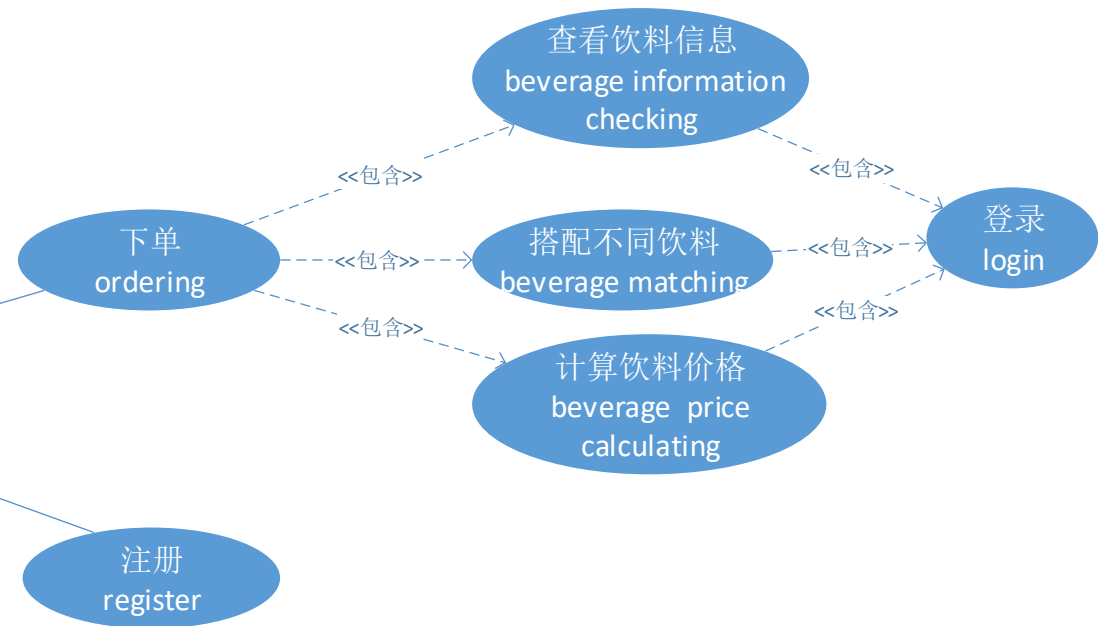 查看饮料信息
beverage information
checking
<<包含>>
<<包含>>
下单
ordering
<<包含>>
搭配不同饮料
beverage matching
<<包含>>
登录
login
<<包含>>
计算饮料价格
beverage  price
calculating
<<包含>>
注册
register